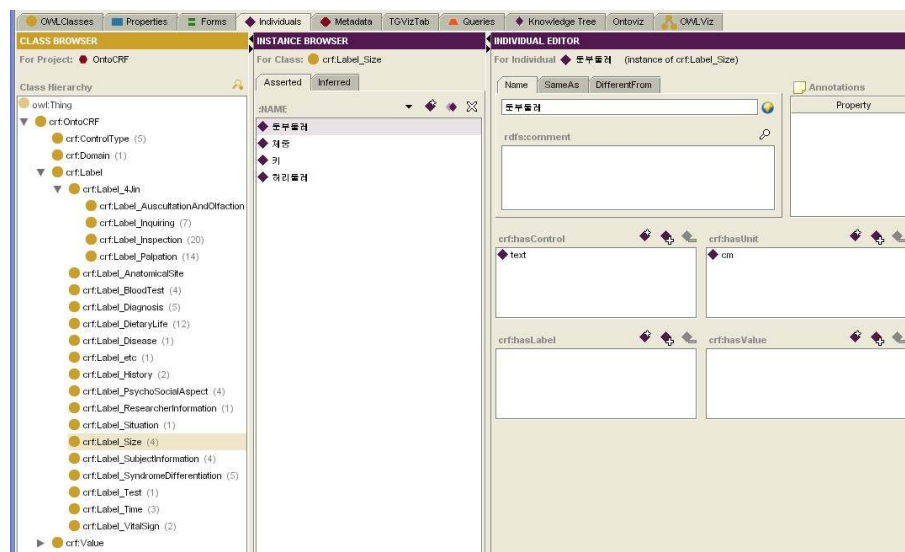 OWLClasses Properties Forms Individuals Metadata TGVizTab Queries Knowledge Tree Ontoviz OWLViz
CLASS BROWSER
For Project: OntoCRF
Class Hierarchy
owl:Thing
crf:OntoCRF
crf:ControlType (5)
crf:Domain (1)
crf:Label
crf:Label_4Jin
crf:Label_AuscultationAndOlfaction
crf:Label_Inquiring (7)
crf:Label_Inspection (20)
crf:Label_Palpation (14)
crf:Label_AnatomicalSite
crf:Label_BloodTest (4)
crf:Label_Diagnosis (5)
crf:Label_DietaryLife (12)
crf:Label_Disease (1)
crf:Label_etc (1)
crf:Label_History (2)
crf:Label_PsychoSocialAspect (4)
crf:Label_ResearcherInformation (1)
crf:Label_Situation (1)
crf:Label_Size (4)
crf:Label_SubjectInformation (4)
crf:Label_SyndromeDifferentiation (5)
crf:Label_Test (1)
crf:Label_Time (3)
crf:Label_VitalSign (2)
crf:Value
INSTANCE BROWSER
For Class: crf:Label_Size
Asserted Inferred
:NAME
둔부둘레
체중
키
허리둘레
INDIVIDUAL EDITOR
For Individual 둔부둘레 (instance of crf:Label_Size)
Name SameAs DifferentFrom
둔부둘레
rdfs:comment
Annotations
Property
crf:hasControl
text
crf:hasUnit
cm
crf:hasLabel
crf:hasValue